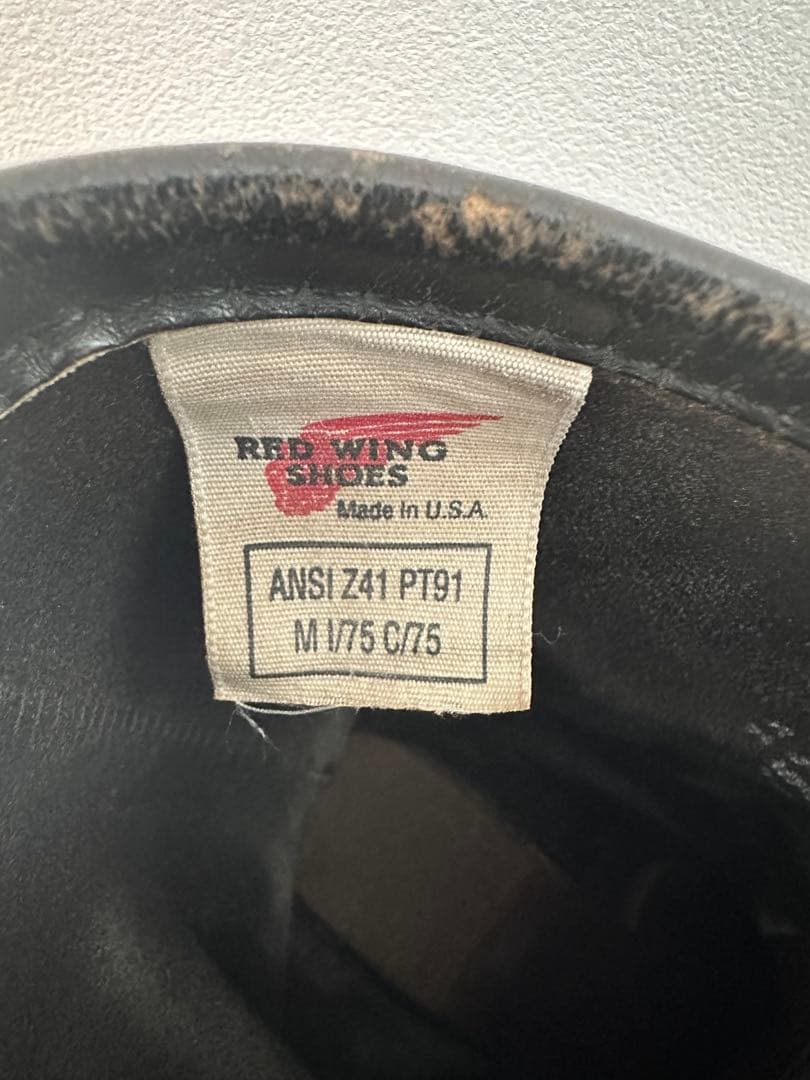 RED WING
SHOES
Made in U.S.A.
ANSI Z41 PT91
M I/75 C/75